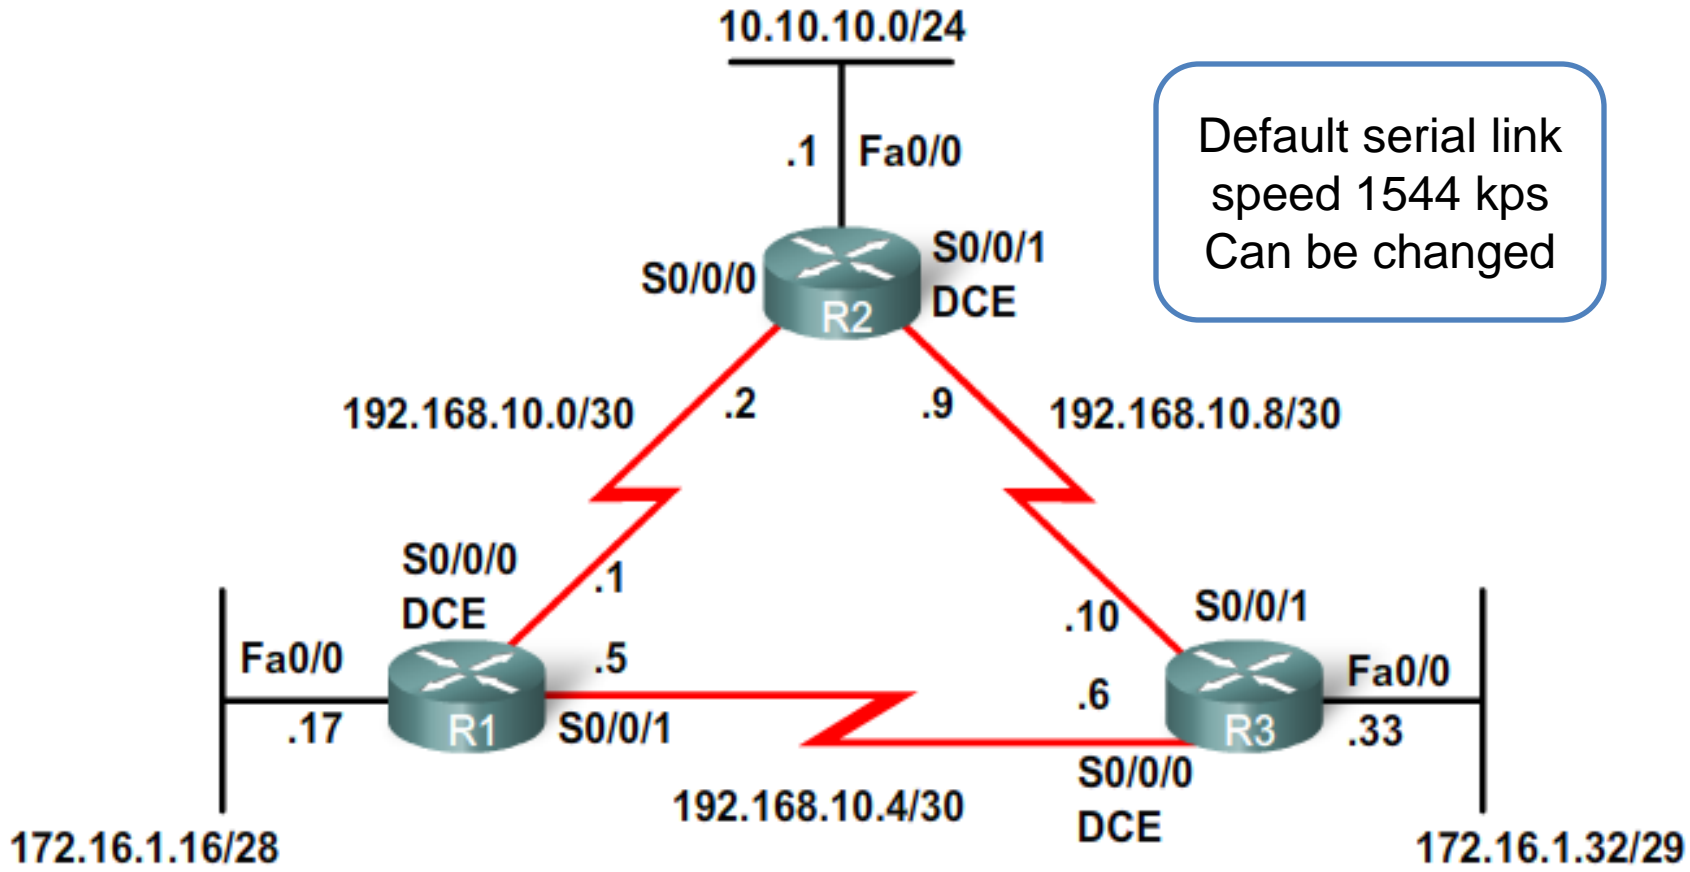 10.10.10.0/24
Default serial link
speed 1544 kps
Can be changed
.1
Fa0/0
S0/0/0
S0/0/1
DCE
R2
192.168.10.0/30
.2
.9
192.168.10.8/30
S0/0/0
DCE
.1
.10
S0/0/1
Fa0/0
.5
.6
Fa0/0
.17
R1
S0/0/1
R3
.33
S0/0/0
DCE
192.168.10.4/30
172.16.1.16/28
172.16.1.32/29